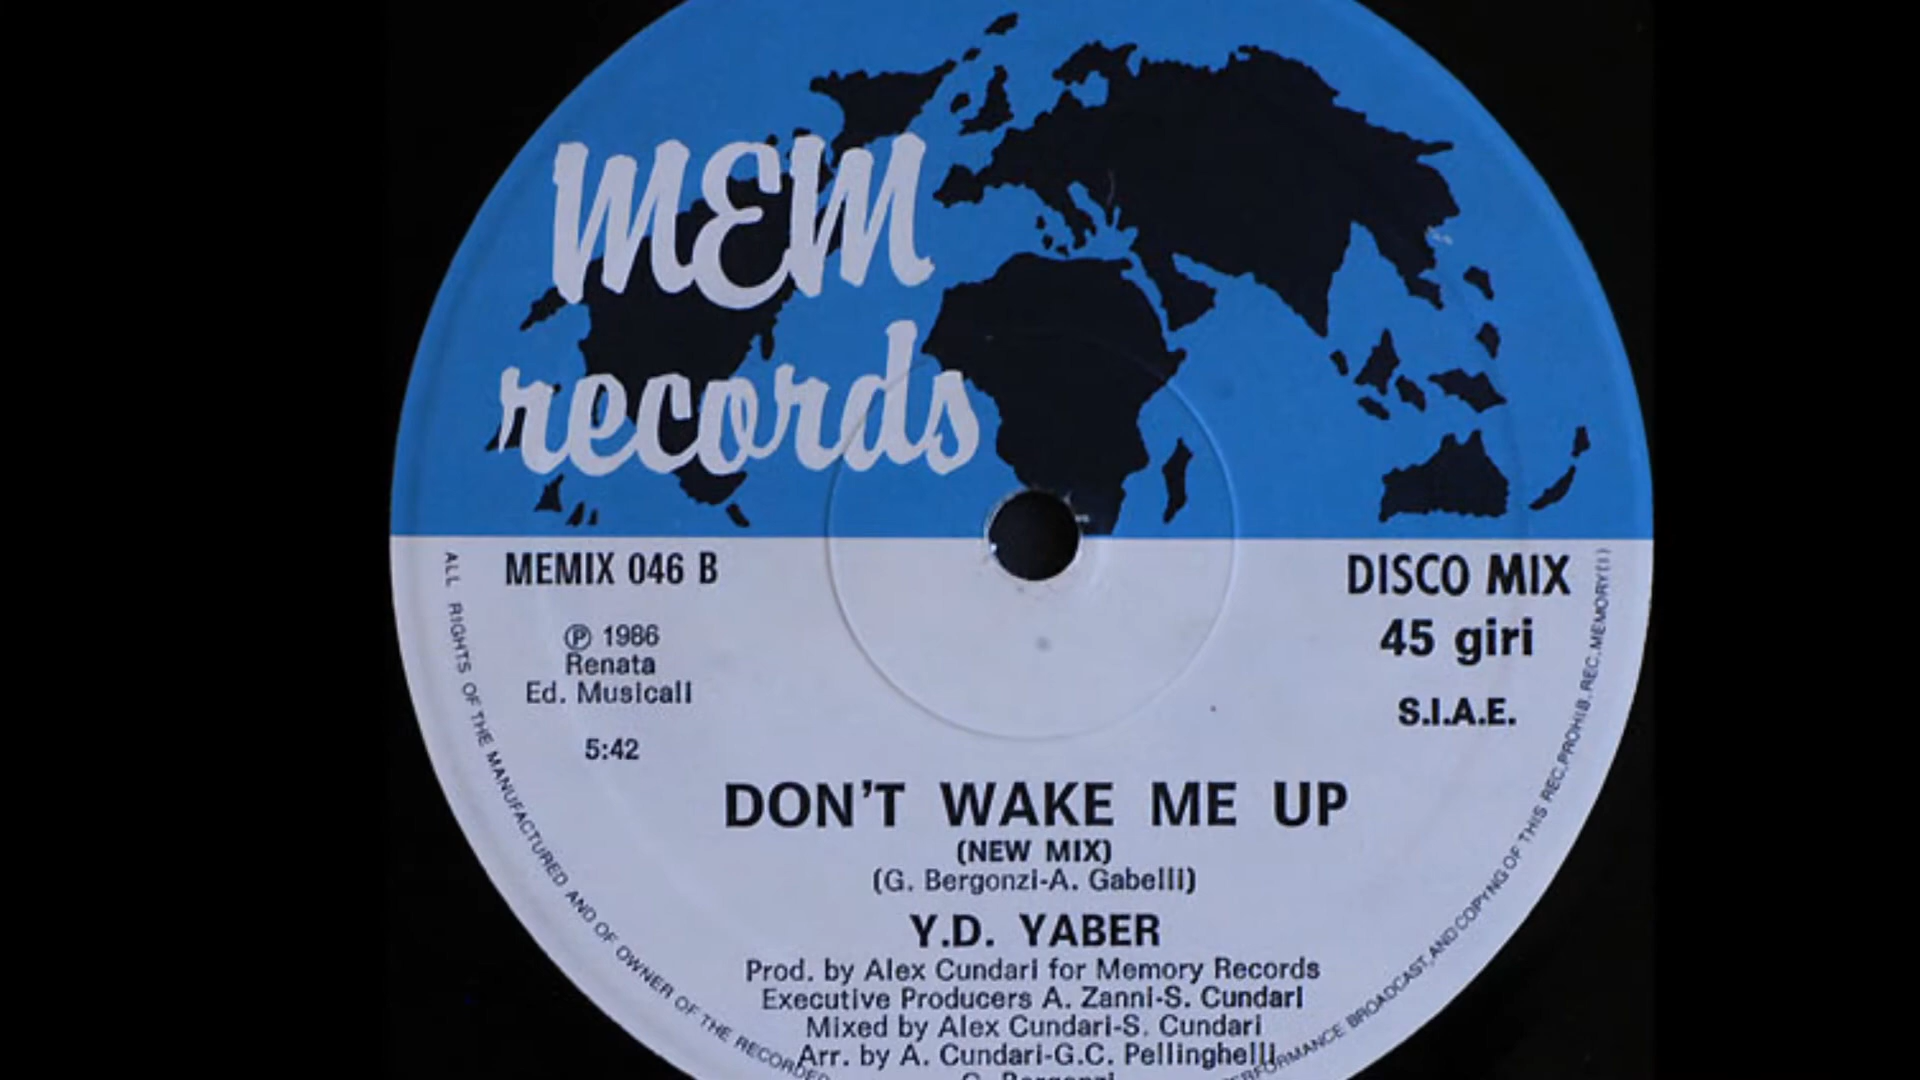 MEM
records
MEMIX 046 B
DISCO MIX
℗ 1986
45 giri
Renata
Ed. Musicali
S.I.A.E.
5:42
DON'T WAKE ME UP
(NEW MIX)
(G. Bergonzi-A. Gabelli)
Y.D. YABER
Prod. by Alex Cundari for Memory Records
Executive Producers A. Zanni-S. Cundari
Mixed by Alex Cundari-S. Cundari
Arr. by A. Cundari-G.C. Pellinghelli
G. Bergonzi
ALL RIGHTS OF THE MANUFACTURED AND OF OWNER OF THE RECORDED
PERFORMANCE BROADCAST, AND COPYNG OF THIS REC. PROHIB. REC. MEMORY (I)